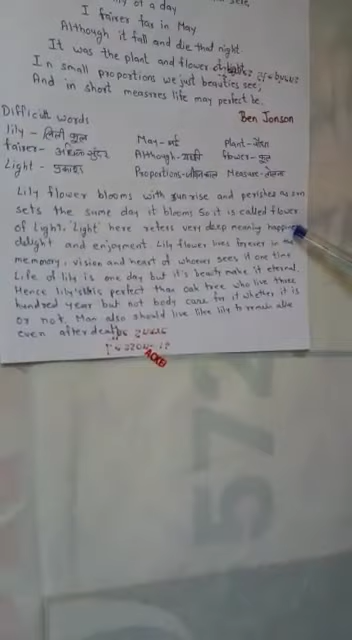 of a day
I fairer far in May
Although it fall and die that night
It was the plant and flower of light
In small proportions we just beauties see;
And in short measures life may perfect be.
Ben Jonson
Difficult words
lily - लिली फूल May - मई Plant - पौधा
fairer - अधिक सुंदर Although - यद्यपि flower - फूल
Light - प्रकाश Proportions Measure
Lily flower blooms with sunrise and perishes as sun
sets the same day it blooms So it is called flower
of Light. Light here refers very deep meaning happiness
delight and enjoyment. Lily flower lives forever in the
memory, vision and heart of whoever sees it one time
Life of lily is one day but it's beauty make it eternal.
Hence lily is perfect than oak tree who live three
hundred year but not body care for it whether it is
or not. Man also should live like lily to remain alive
even after death
572